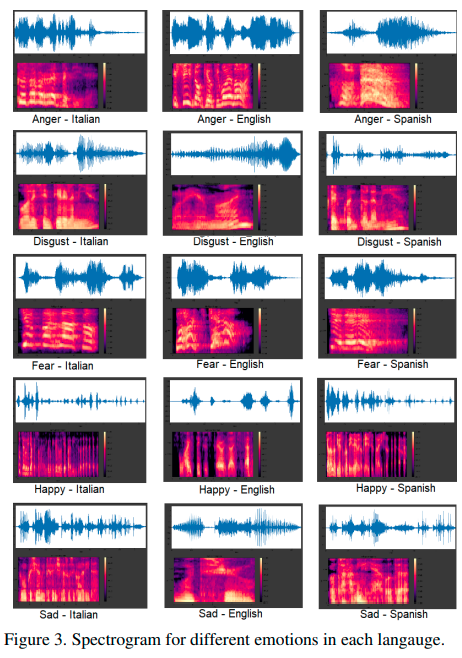 Anger - Italian
Anger - English
Anger - Spanish
Disgust - Italian
Disgust - English
Disgust - Spanish
Fear - Italian
Fear - English
Fear - Spanish
Happy - Italian
Happy - English
Happy - Spanish
Sad - Italian
Sad - English
Sad - Spanish
Figure 3. Spectrogram for different emotions in each langauge.